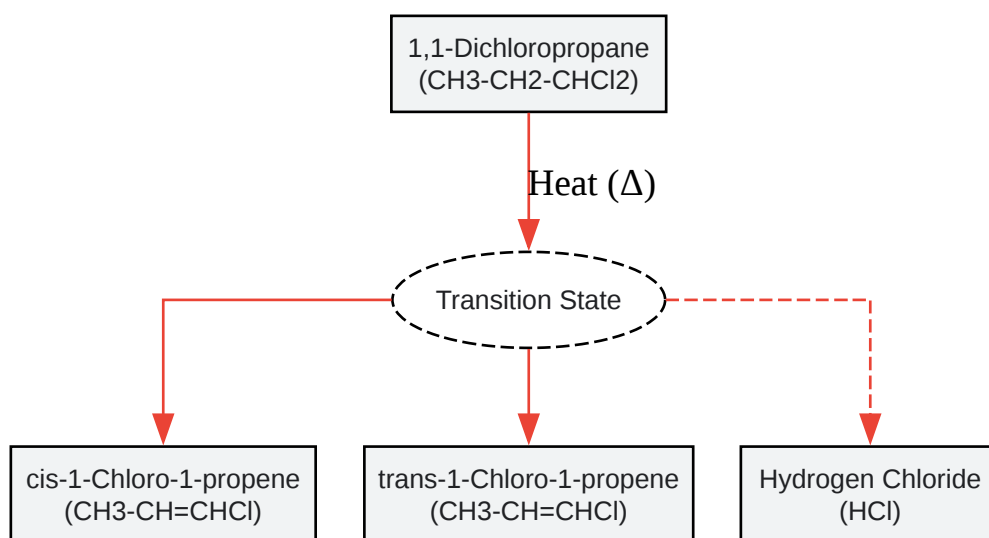 1,1-Dichloropropane
(CH3-CH2-CHCl2)
Heat (Δ)
Transition State
cis-1-Chloro-1-propene
(CH3-CH=CHCl)
trans-1-Chloro-1-propene
(CH3-CH=CHCl)
Hydrogen Chloride
(HCl)